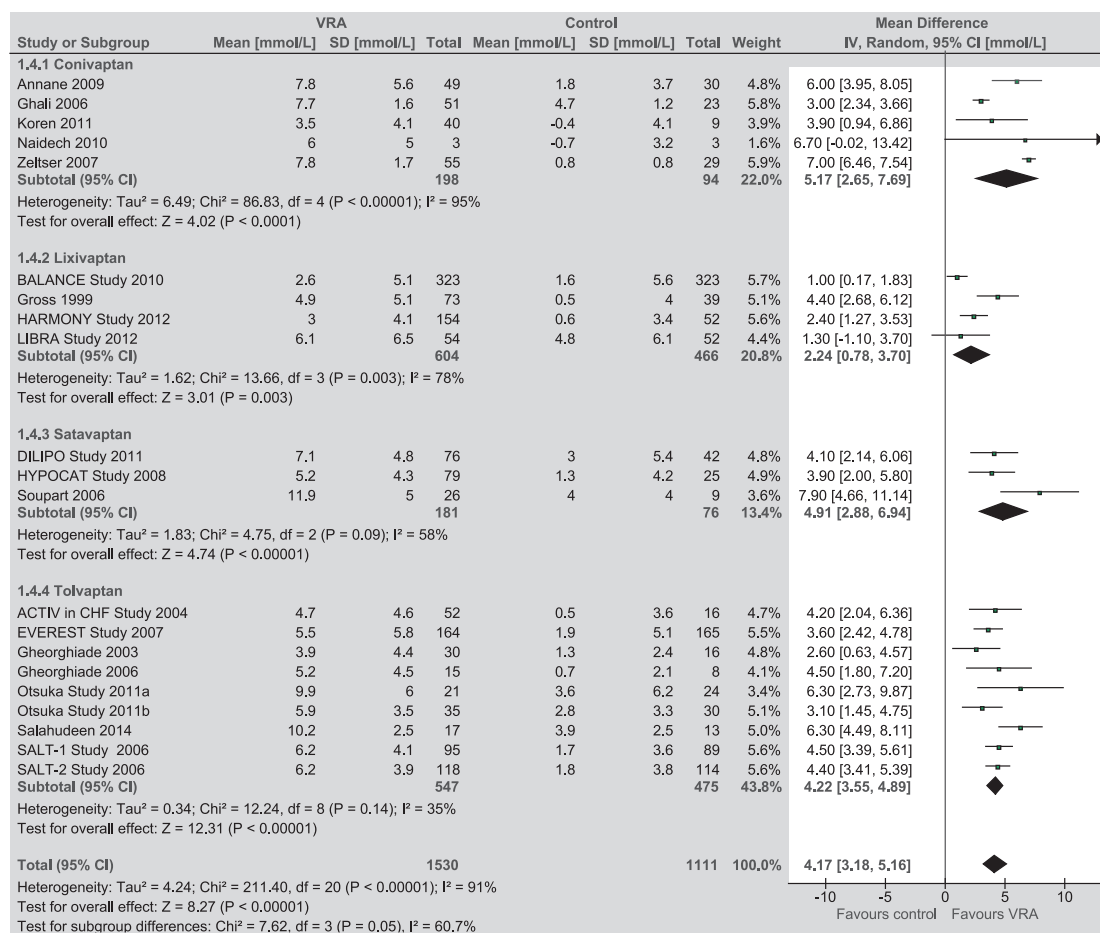 VRA Control Mean Difference
Study or Subgroup Mean [mmol/L] SD [mmol/L] Total Mean [mmol/L] SD [mmol/L] Total Weight IV, Random, 95% CI [mmol/L]
1.4.1 Conivaptan
Annane 2009 7.8 5.6 49 1.8 3.7 30 4.8% 6.00 [3.95, 8.05]
Ghali 2006 7.7 1.6 51 4.7 1.2 23 5.8% 3.00 [2.34, 3.66]
Koren 2011 3.5 4.1 40 -0.4 4.1 9 3.9% 3.90 [0.94, 6.86]
Naidech 2010 6 5 3 -0.7 3.2 3 1.6% 6.70 [-0.02, 13.42]
Zeltser 2007 7.8 1.7 55 0.8 0.8 29 5.9% 7.00 [6.46, 7.54]
Subtotal (95% CI) 198 94 22.0% 5.17 [2.65, 7.69]
Heterogeneity: Tau² = 6.49; Chi² = 86.83, df = 4 (P < 0.00001); I² = 95%
Test for overall effect: Z = 4.02 (P < 0.0001)
1.4.2 Lixivaptan
BALANCE Study 2010 2.6 5.1 323 1.6 5.6 323 5.7% 1.00 [0.17, 1.83]
Gross 1999 4.9 5.1 73 0.5 4 39 5.1% 4.40 [2.68, 6.12]
HARMONY Study 2012 3 4.1 154 0.6 3.4 52 5.6% 2.40 [1.27, 3.53]
LIBRA Study 2012 6.1 6.5 54 4.8 6.1 52 4.4% 1.30 [-1.10, 3.70]
Subtotal (95% CI) 604 466 20.8% 2.24 [0.78, 3.70]
Heterogeneity: Tau² = 1.62; Chi² = 13.66, df = 3 (P = 0.003); I² = 78%
Test for overall effect: Z = 3.01 (P = 0.003)
1.4.3 Satavaptan
DILIPO Study 2011 7.1 4.8 76 3 5.4 42 4.8% 4.10 [2.14, 6.06]
HYPOCAT Study 2008 5.2 4.3 79 1.3 4.2 25 4.9% 3.90 [2.00, 5.80]
Soupart 2006 11.9 5 26 4 4 9 3.6% 7.90 [4.66, 11.14]
Subtotal (95% CI) 181 76 13.4% 4.91 [2.88, 6.94]
Heterogeneity: Tau² = 1.83; Chi² = 4.75, df = 2 (P = 0.09); I² = 58%
Test for overall effect: Z = 4.74 (P < 0.00001)
1.4.4 Tolvaptan
ACTIV in CHF Study 2004 4.7 4.6 52 0.5 3.6 16 4.7% 4.20 [2.04, 6.36]
EVEREST Study 2007 5.5 5.8 164 1.9 5.1 165 5.5% 3.60 [2.42, 4.78]
Gheorghiade 2003 3.9 4.4 30 1.3 2.4 16 4.8% 2.60 [0.63, 4.57]
Gheorghiade 2006 5.2 4.5 15 0.7 2.1 8 4.1% 4.50 [1.80, 7.20]
Otsuka Study 2011a 9.9 6 21 3.6 6.2 24 3.4% 6.30 [2.73, 9.87]
Otsuka Study 2011b 5.9 3.5 35 2.8 3.3 30 5.1% 3.10 [1.45, 4.75]
Salahudeen 2014 10.2 2.5 17 3.9 2.5 13 5.0% 6.30 [4.49, 8.11]
SALT-1 Study 2006 6.2 4.1 95 1.7 3.6 89 5.6% 4.50 [3.39, 5.61]
SALT-2 Study 2006 6.2 3.9 118 1.8 3.8 114 5.6% 4.40 [3.41, 5.39]
Subtotal (95% CI) 547 475 43.8% 4.22 [3.55, 4.89]
Heterogeneity: Tau² = 0.34; Chi² = 12.24, df = 8 (P = 0.14); I² = 35%
Test for overall effect: Z = 12.31 (P < 0.00001)
Total (95% CI) 1530 1111 100.0% 4.17 [3.18, 5.16]
Heterogeneity: Tau² = 4.24; Chi² = 211.40, df = 20 (P < 0.00001); I² = 91%
-10 -5 0 5 10
Test for overall effect: Z = 8.27 (P < 0.00001)
Favours control Favours VRA
Test for subgroup differences: Chi² = 7.62, df = 3 (P = 0.05), I² = 60.7%